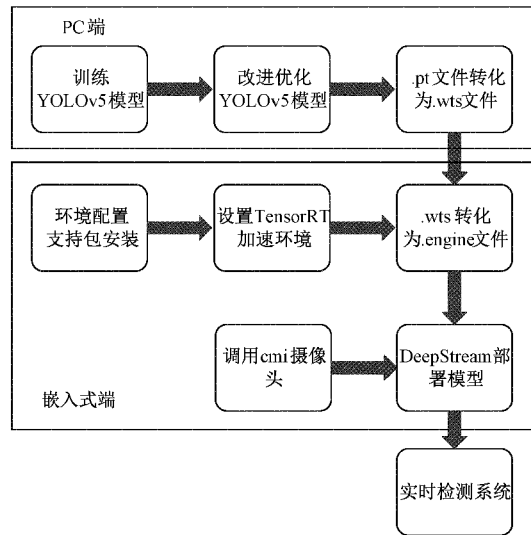 PC端
训练
YOLOv5模型
改进优化
YOLOv5模型
.pt文件转化
为.wts文件
环境配置
支持包安装
设置TensorRT
加速环境
.wts转化
为.engine文件
调用cmi摄像
头
DeepStream部
署模型
嵌入式端
实时检测系统